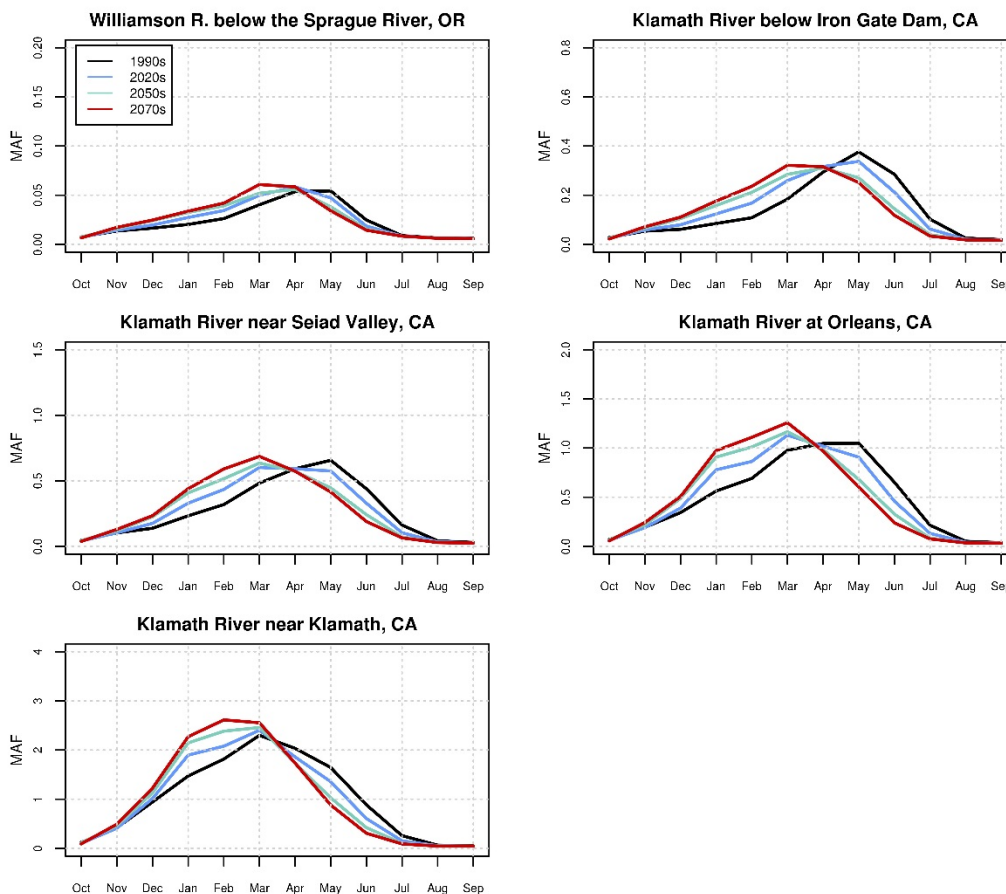 Williamson R. below the Sprague River, OR
MAF
0.20
0.15
0.10
0.05
0.00
1990s
2020s
2050s
2070s
Oct Nov Dec Jan Feb Mar Apr May Jun Jul Aug Sep
Klamath River below Iron Gate Dam, CA
MAF
0.8
0.6
0.4
0.2
0.0
Oct Nov Dec Jan Feb Mar Apr May Jun Jul Aug Sep
Klamath River near Seiad Valley, CA
MAF
1.5
1.0
0.5
0.0
Oct Nov Dec Jan Feb Mar Apr May Jun Jul Aug Sep
Klamath River at Orleans, CA
MAF
2.0
1.5
1.0
0.5
0.0
Oct Nov Dec Jan Feb Mar Apr May Jun Jul Aug Sep
Klamath River near Klamath, CA
MAF
4
3
2
1
0
Oct Nov Dec Jan Feb Mar Apr May Jun Jul Aug Sep